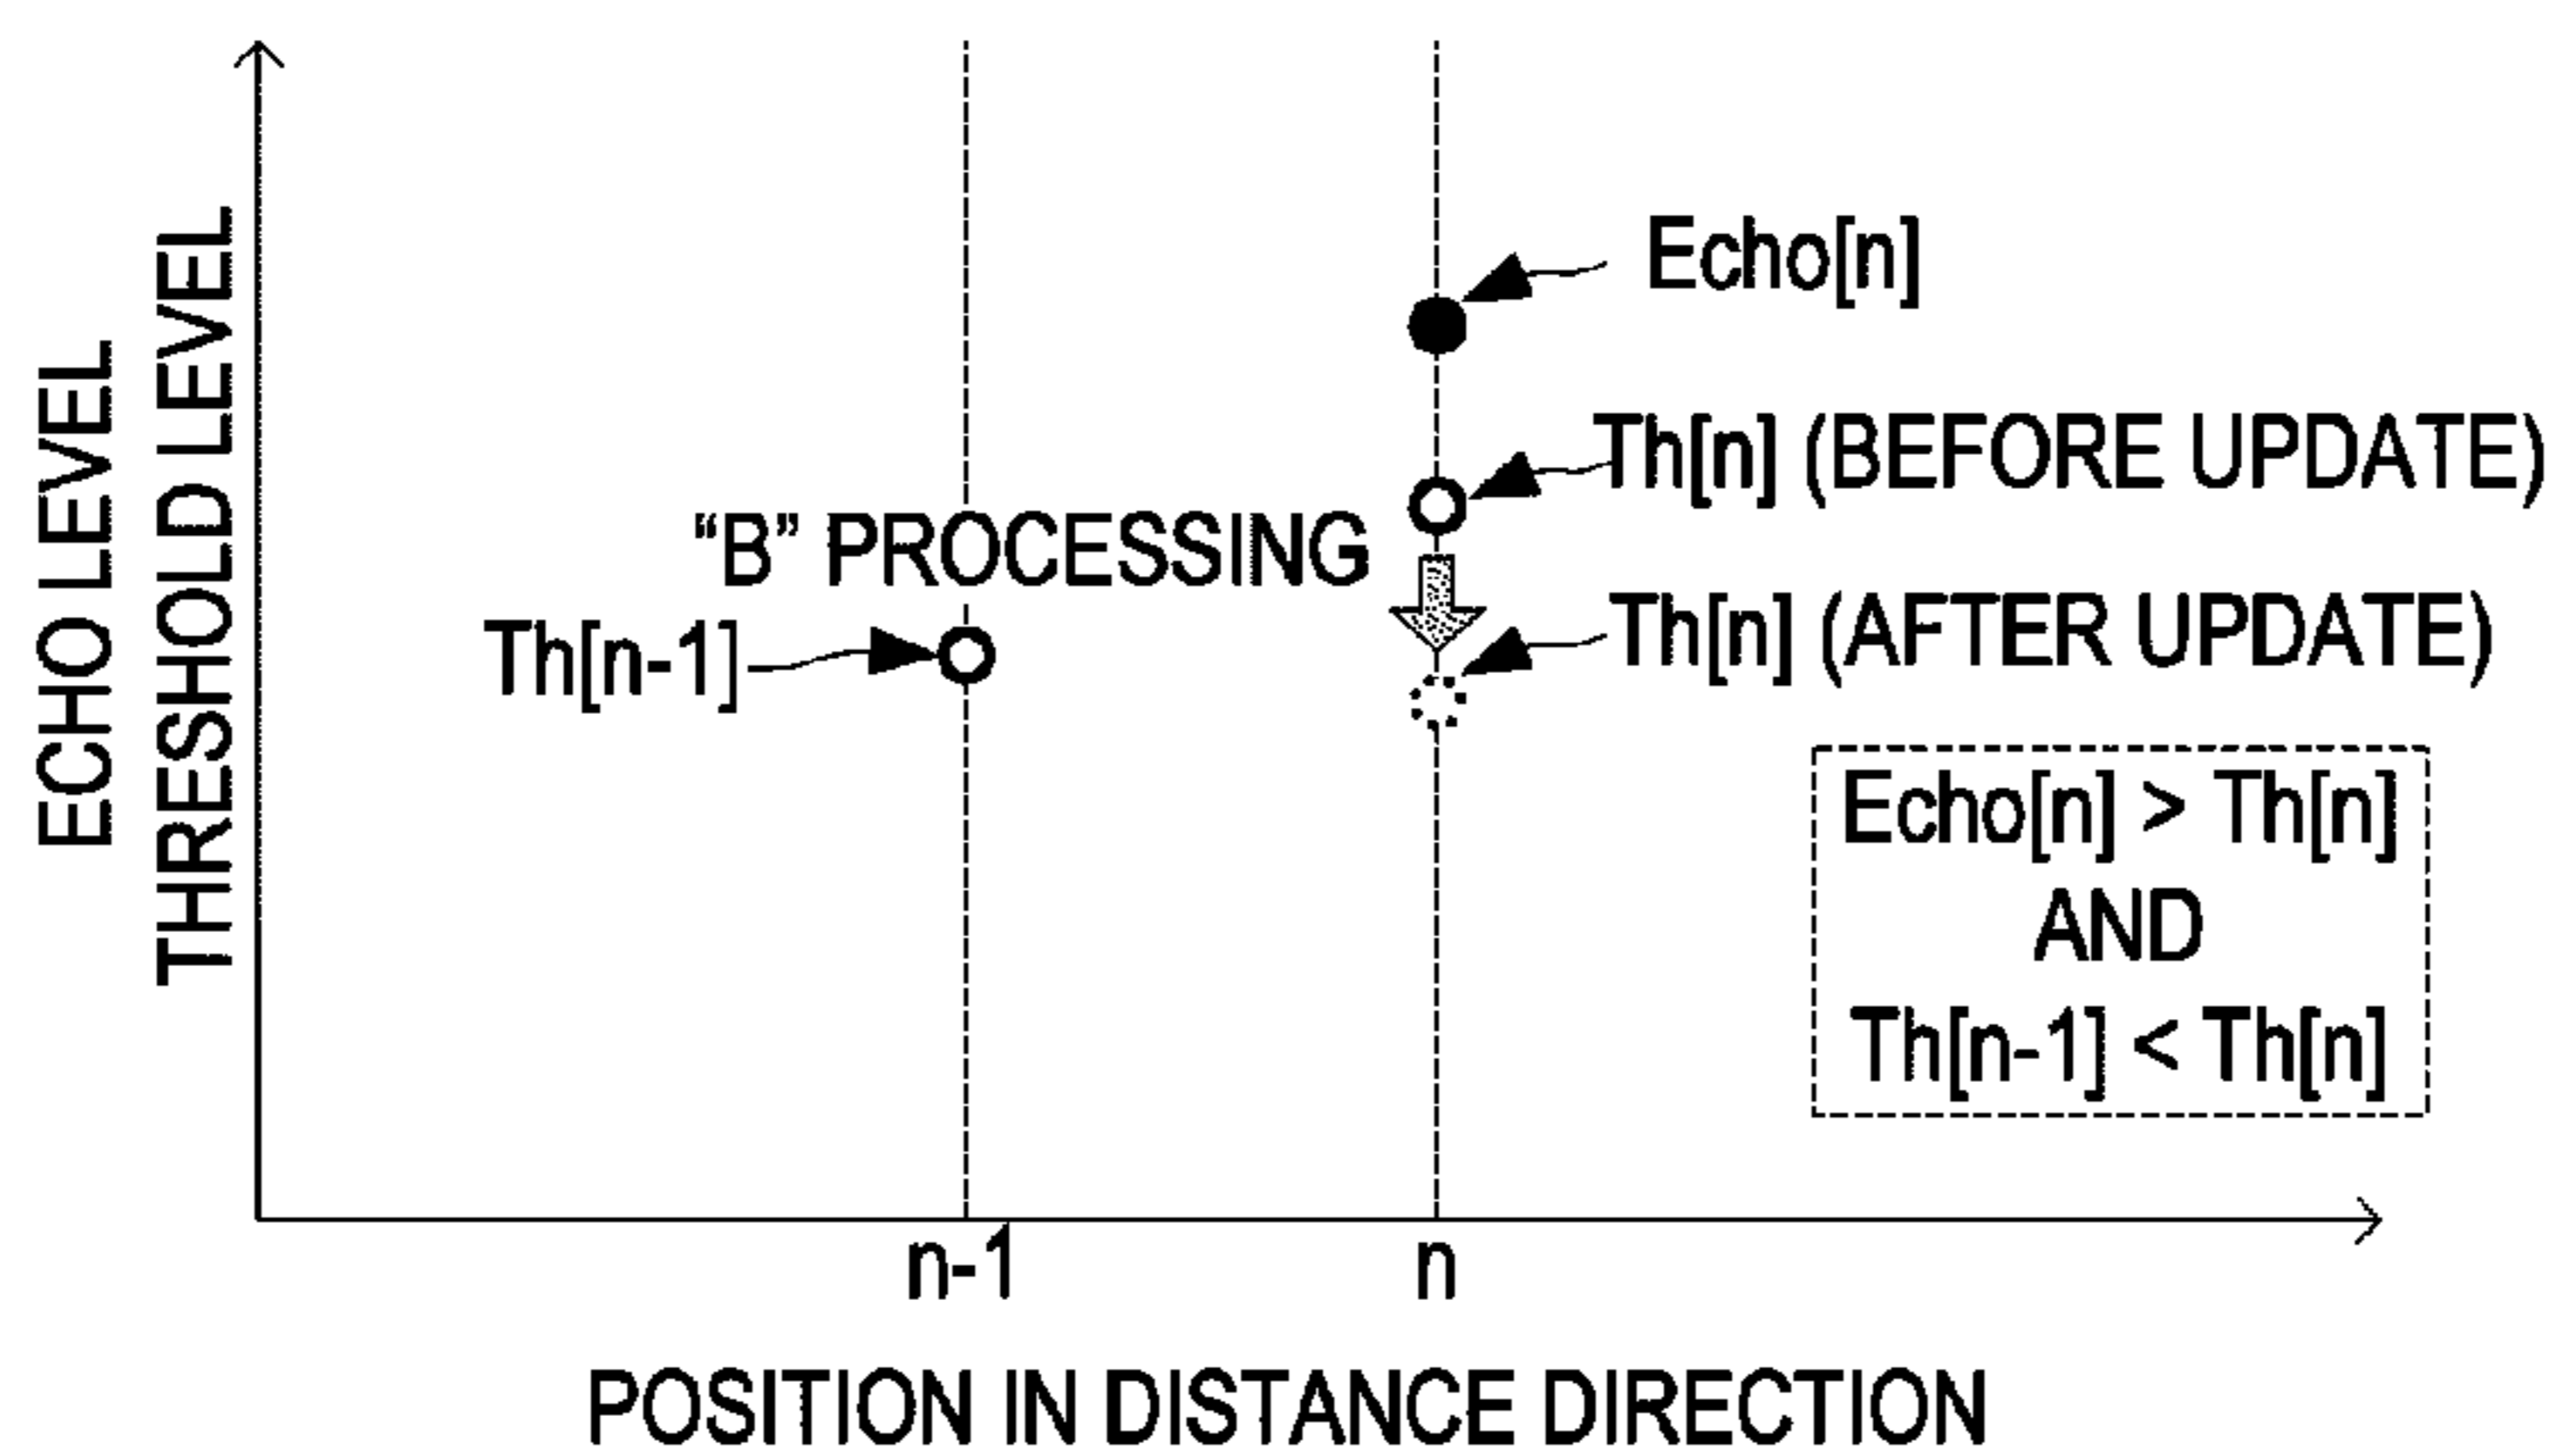 ECHO LEVEL
THRESHOLD LEVEL
Echo[n]
Th[n] (BEFORE UPDATE)
“B” PROCESSING
Th[n-1]
Th[n] (AFTER UPDATE)
Echo[n] > Th[n]
AND
Th[n-1] < Th[n]
n-1
n
POSITION IN DISTANCE DIRECTION